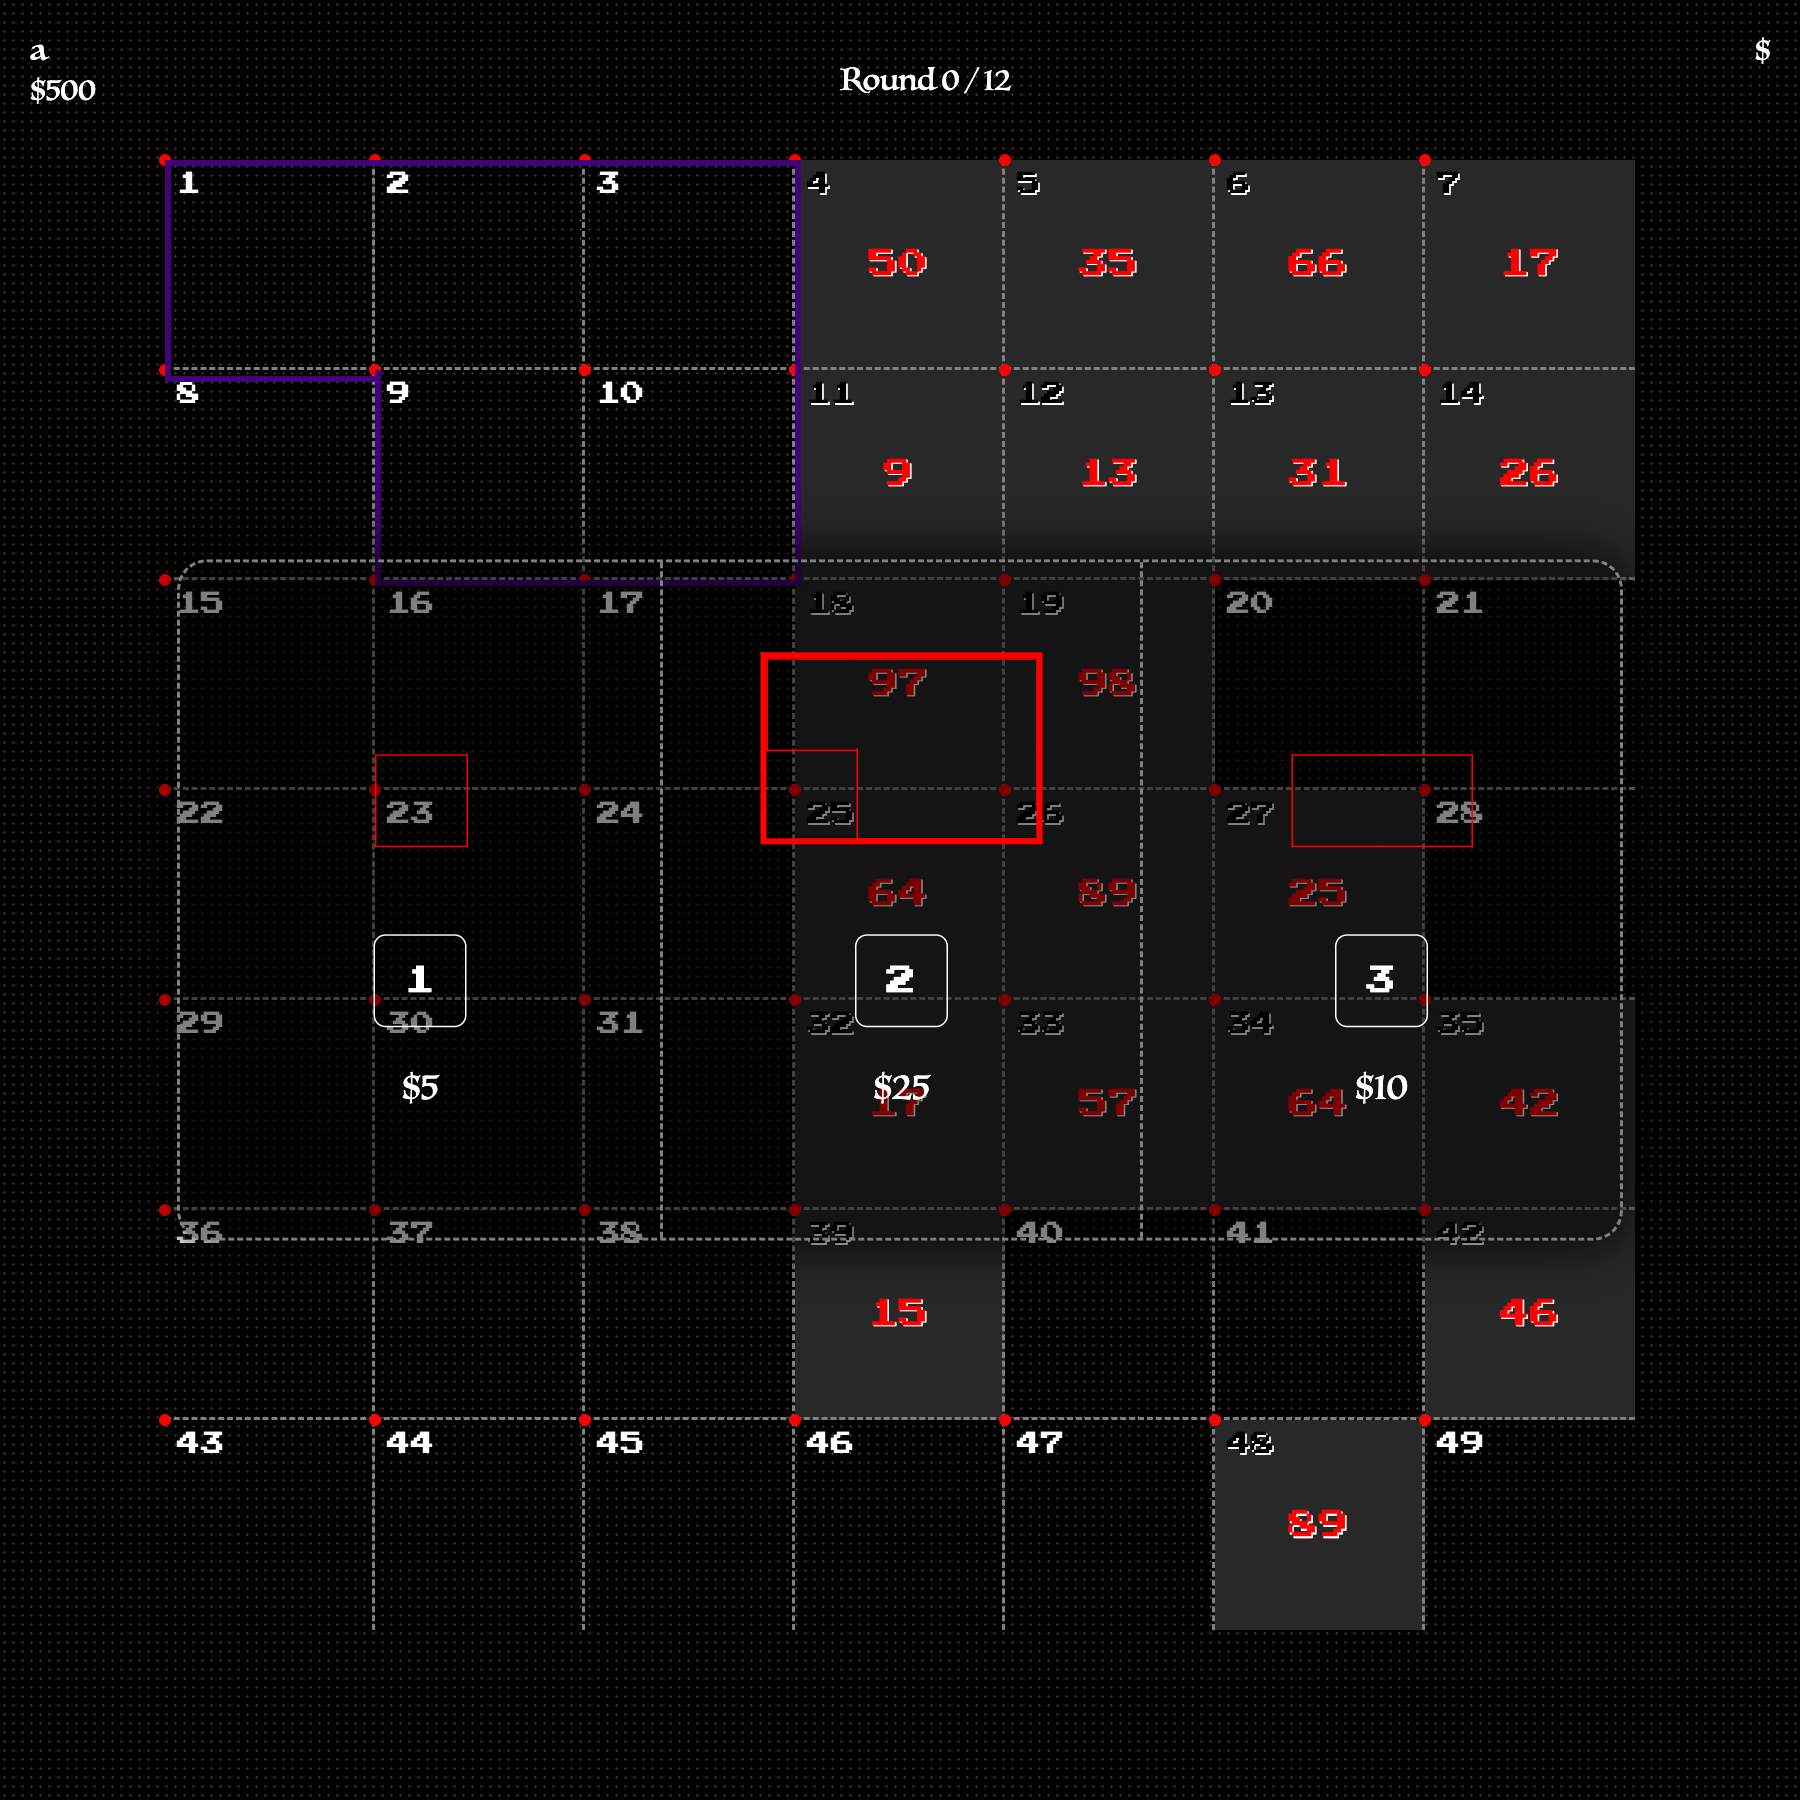 a
$
$500
Round 0 / 12
1 2 3 4 5 6 7
50 35 66 17
8 9 10 11 12 13 14
9 13 31 26
15 16 17 18 19 20 21
97 98
22 23 24 25 26 27 28
64 89 25
1 2 3
29 30 31 32 33 34 35
$5 $25 $10
17 57 64 42
36 37 38 39 40 41 42
15 46
43 44 45 46 47 48 49
89